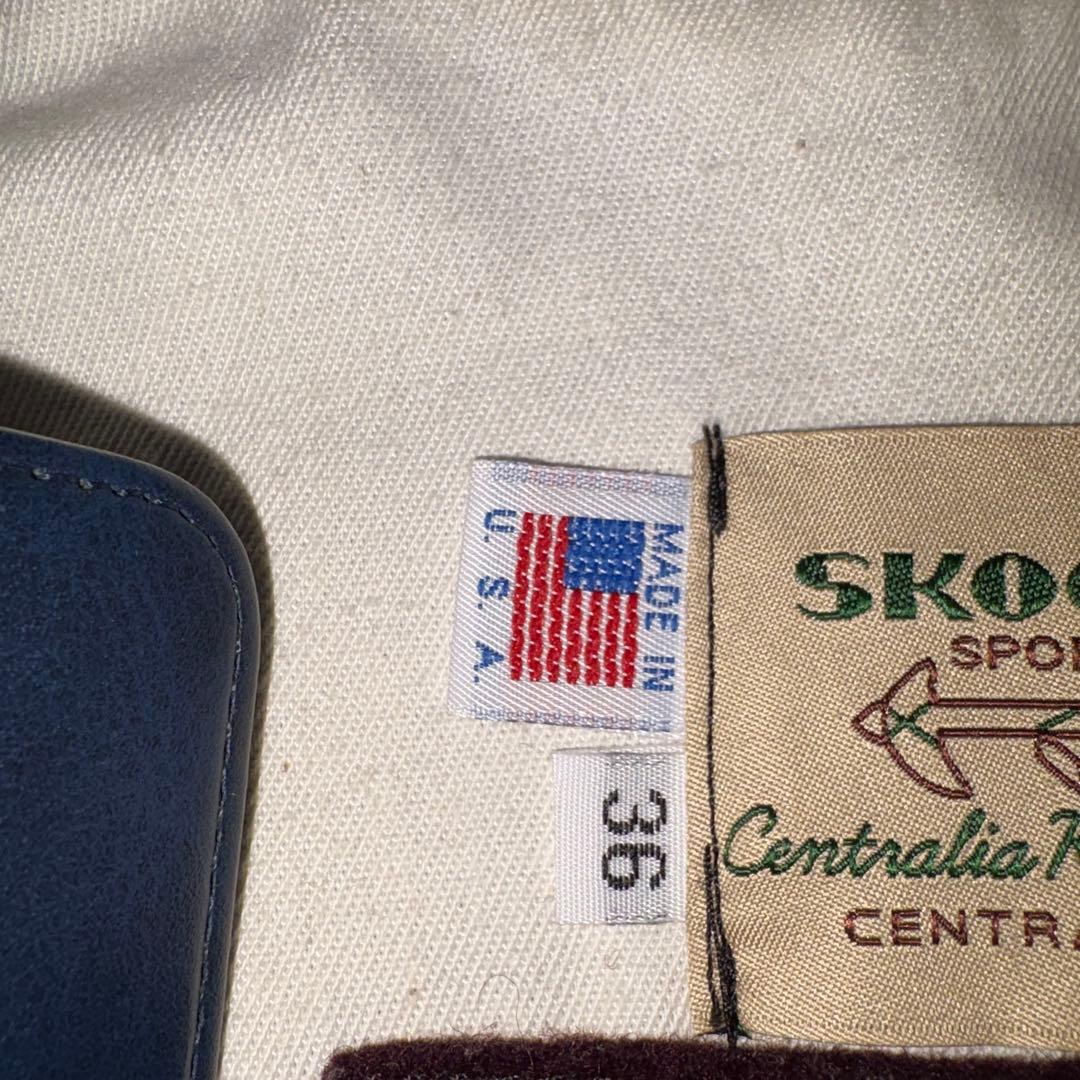 MADE IN
U. S. A.
36
SKOO
SPOR
Centralia K
CENTRA